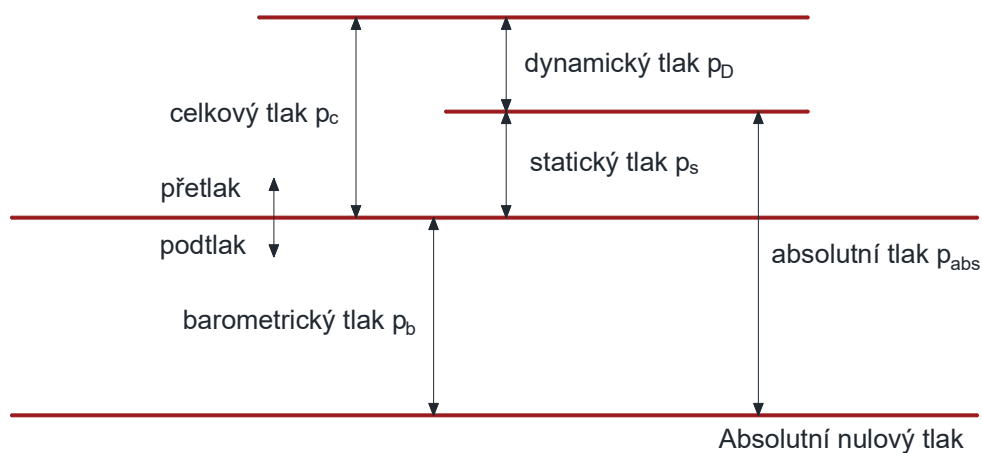 dynamický tlak pD
celkový tlak pc
statický tlak ps
přetlak
podtlak
absolutní tlak pabs
barometrický tlak pb
Absolutní nulový tlak